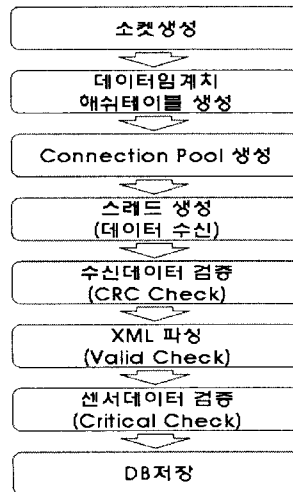 소켓생성
데이터임계치
해쉬테이블 생성
Connection Pool 생성
스레드 생성
(데이터 수신)
수신데이터 검증
(CRC Check)
XML 파싱
(Valid Check)
센서데이터 검증
(Critical Check)
DB저장